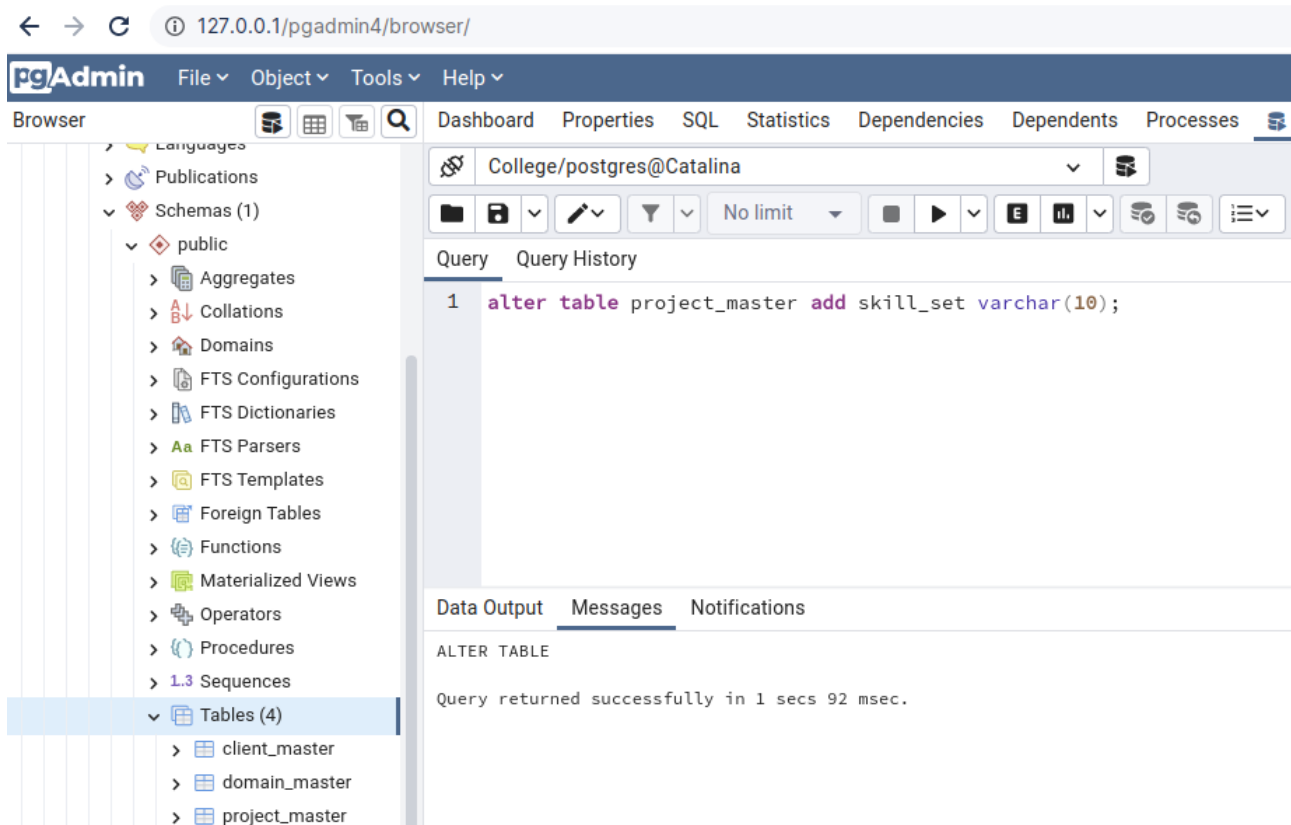 127.0.0.1/pgadmin4/browser/
pgAdmin File Object Tools Help
Browser
Languages
Publications
Schemas (1)
public
Aggregates
Collations
Domains
FTS Configurations
FTS Dictionaries
Aa FTS Parsers
FTS Templates
Foreign Tables
Functions
Materialized Views
Operators
Procedures
1..3 Sequences
Tables (4)
client_master
domain_master
project_master
Dashboard Properties SQL Statistics Dependencies Dependents Processes
College/postgres@Catalina
No limit
E
Query Query History
1 alter table project_master add skill_set varchar(10);
Data Output Messages Notifications
ALTER TABLE
Query returned successfully in 1 secs 92 msec.